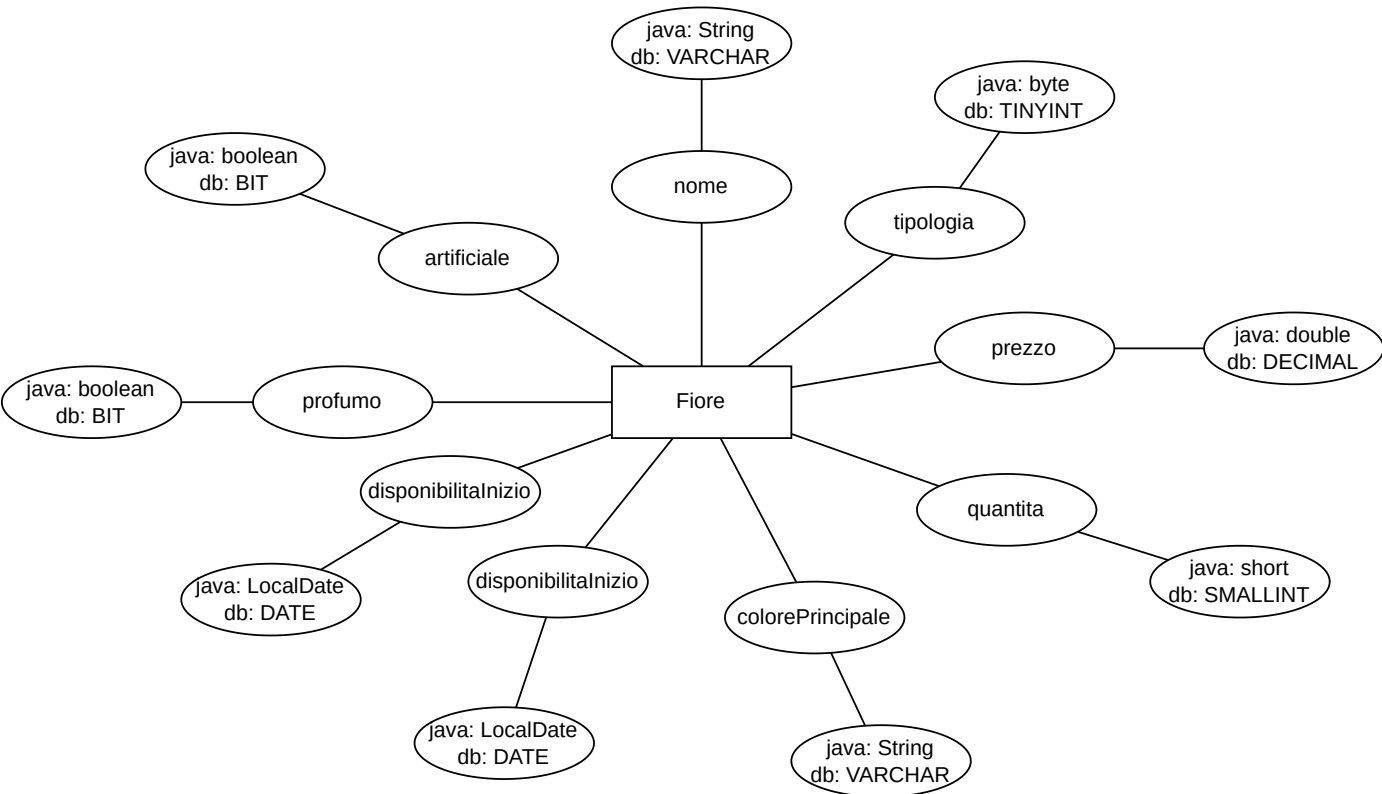 java: String
db: VARCHAR
java: byte
db: TINYINT
java: boolean
db: BIT
nome
tipologia
artificiale
java: double
db: DECIMAL
prezzo
java: boolean
db: BIT
profumo
Fiore
disponibilitaInizio
quantita
java: LocalDate
db: DATE
disponibilitaInizio
java: short
db: SMALLINT
colorePrincipale
java: LocalDate
db: DATE
java: String
db: VARCHAR